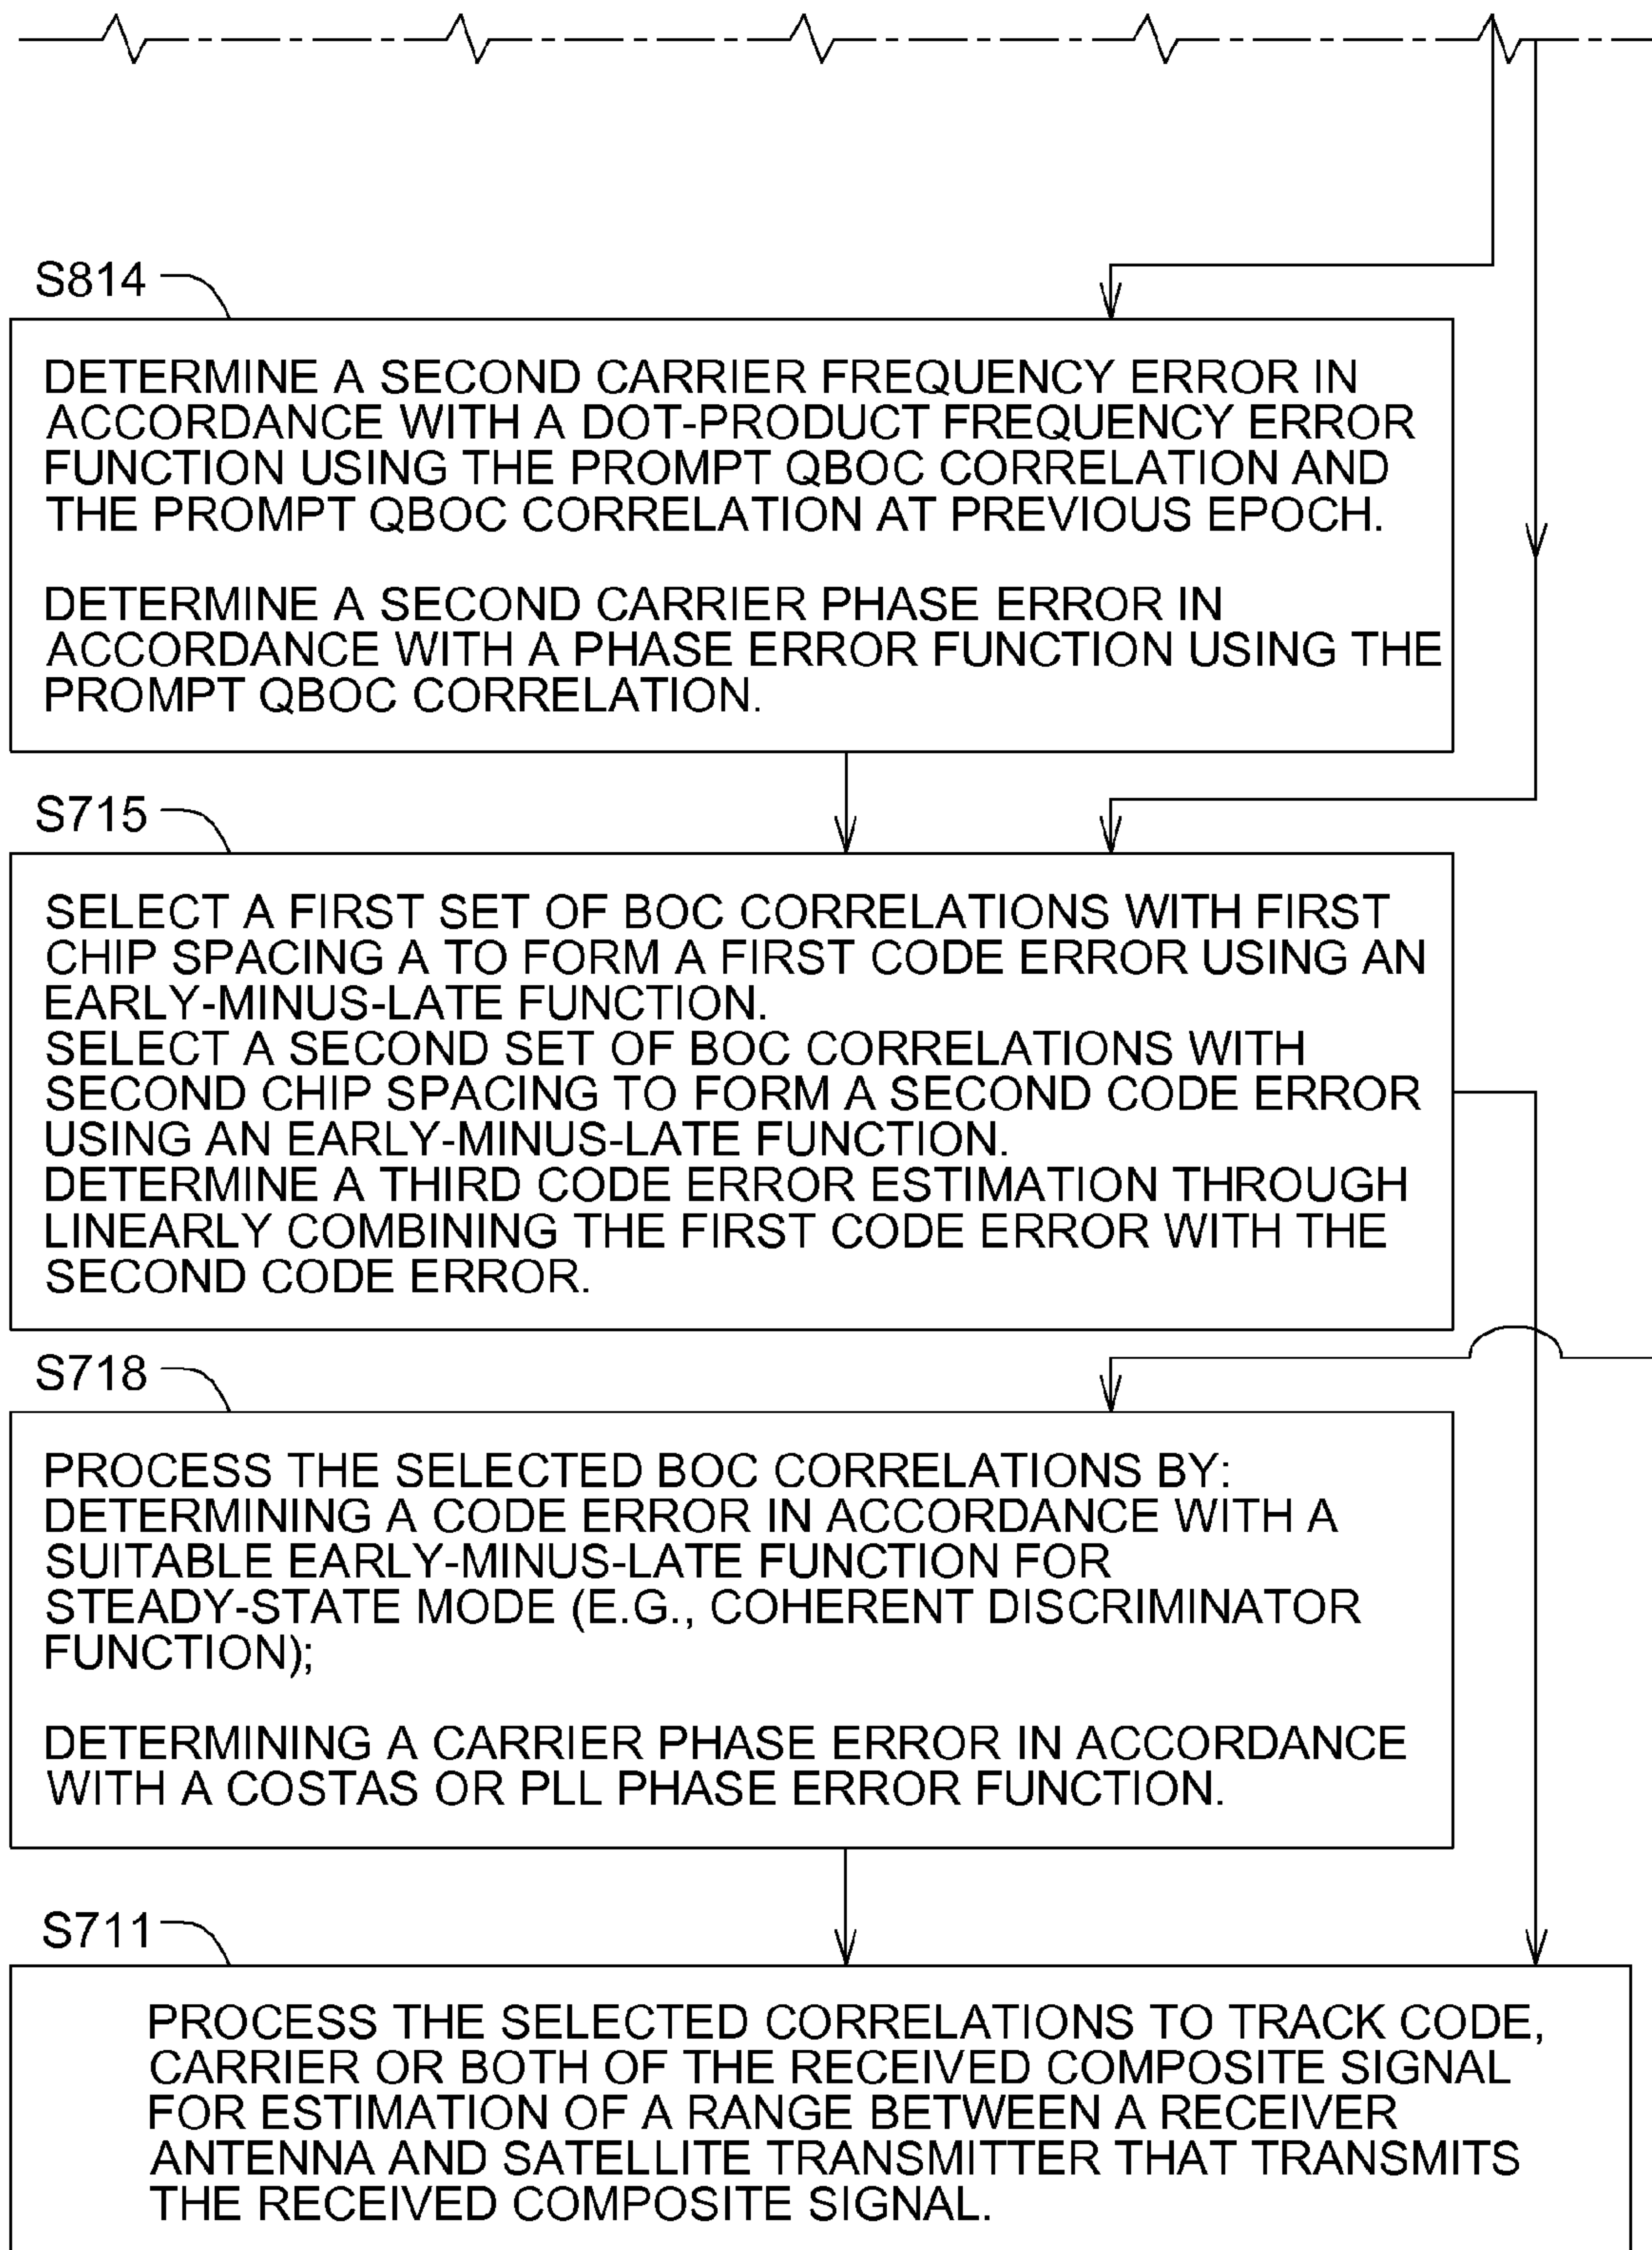 S814
DETERMINE A SECOND CARRIER FREQUENCY ERROR IN
ACCORDANCE WITH A DOT-PRODUCT FREQUENCY ERROR
FUNCTION USING THE PROMPT QBOC CORRELATION AND
THE PROMPT QBOC CORRELATION AT PREVIOUS EPOCH.
DETERMINE A SECOND CARRIER PHASE ERROR IN
ACCORDANCE WITH A PHASE ERROR FUNCTION USING THE
PROMPT QBOC CORRELATION.
S715
SELECT A FIRST SET OF BOC CORRELATIONS WITH FIRST
CHIP SPACING A TO FORM A FIRST CODE ERROR USING AN
EARLY-MINUS-LATE FUNCTION.
SELECT A SECOND SET OF BOC CORRELATIONS WITH
SECOND CHIP SPACING TO FORM A SECOND CODE ERROR
USING AN EARLY-MINUS-LATE FUNCTION.
DETERMINE A THIRD CODE ERROR ESTIMATION THROUGH
LINEARLY COMBINING THE FIRST CODE ERROR WITH THE
SECOND CODE ERROR.
S718
PROCESS THE SELECTED BOC CORRELATIONS BY:
DETERMINING A CODE ERROR IN ACCORDANCE WITH A
SUITABLE EARLY-MINUS-LATE FUNCTION FOR
STEADY-STATE MODE (E.G., COHERENT DISCRIMINATOR
FUNCTION);
DETERMINING A CARRIER PHASE ERROR IN ACCORDANCE
WITH A COSTAS OR PLL PHASE ERROR FUNCTION.
S711
PROCESS THE SELECTED CORRELATIONS TO TRACK CODE,
CARRIER OR BOTH OF THE RECEIVED COMPOSITE SIGNAL
FOR ESTIMATION OF A RANGE BETWEEN A RECEIVER
ANTENNA AND SATELLITE TRANSMITTER THAT TRANSMITS
THE RECEIVED COMPOSITE SIGNAL.